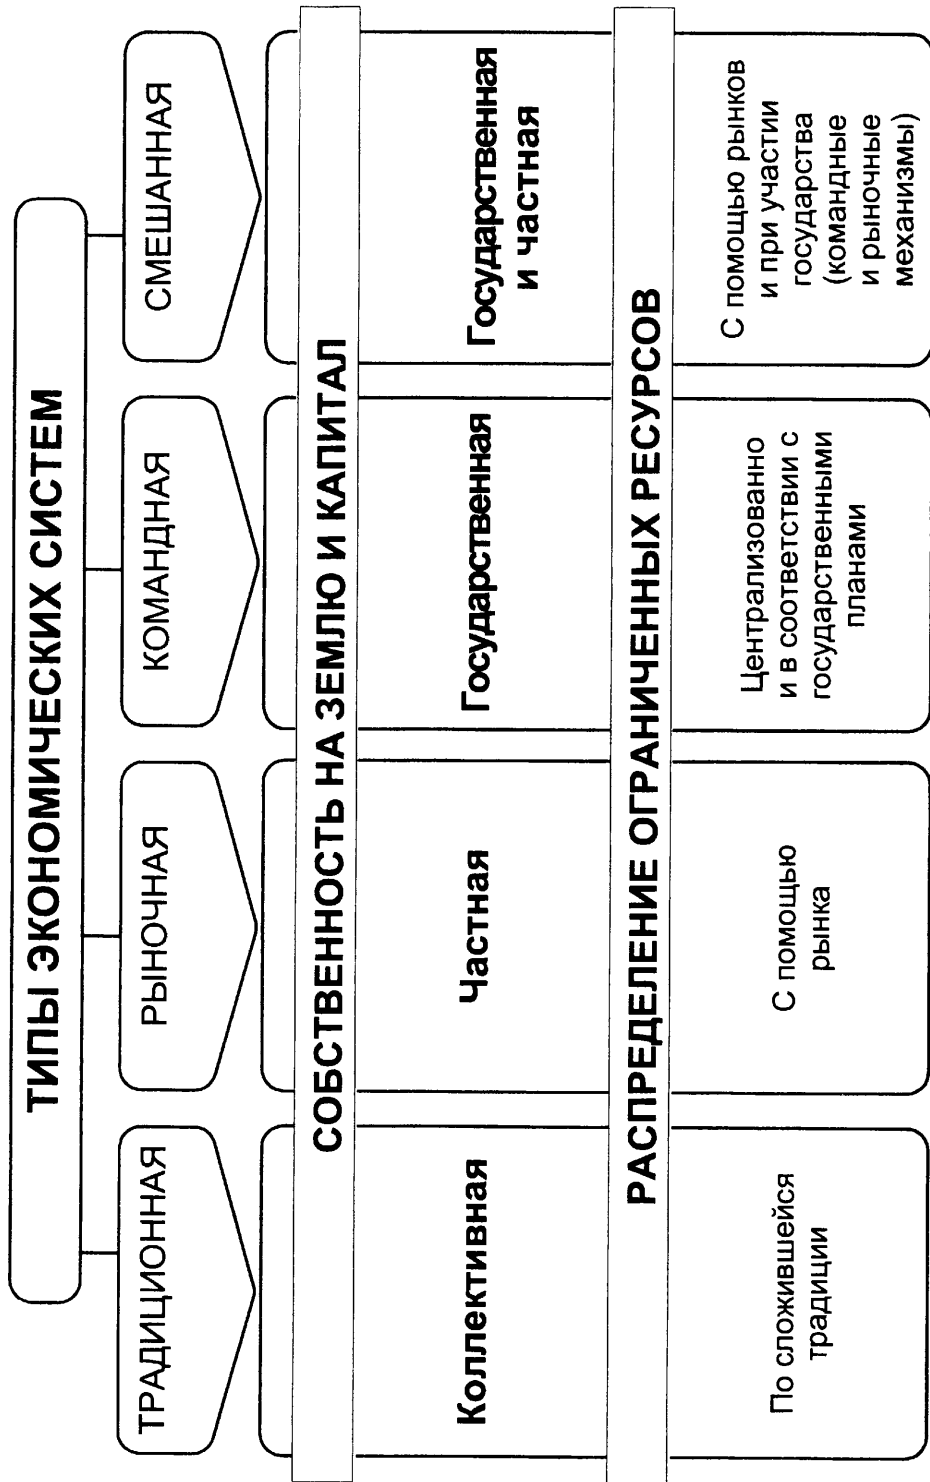 ТИПЫ ЭКОНОМИЧЕСКИХ СИСТЕМ
ТРАДИЦИОННАЯ
РЫНОЧНАЯ
КОМАНДНАЯ
СМЕШАННАЯ
СОБСТВЕННОСТЬ НА ЗЕМЛЮ И КАПИТАЛ
Коллективная
Частная
Государственная
Государственная
и частная
РАСПРЕДЕЛЕНИЕ ОГРАНИЧЕННЫХ РЕСУРСОВ
По сложившейся
традиции
С помощью
рынка
Централизованно
и в соответствии с
государственными
планами
С помощью рынков
и при участии
государства
(командные
и рыночные
механизмы)